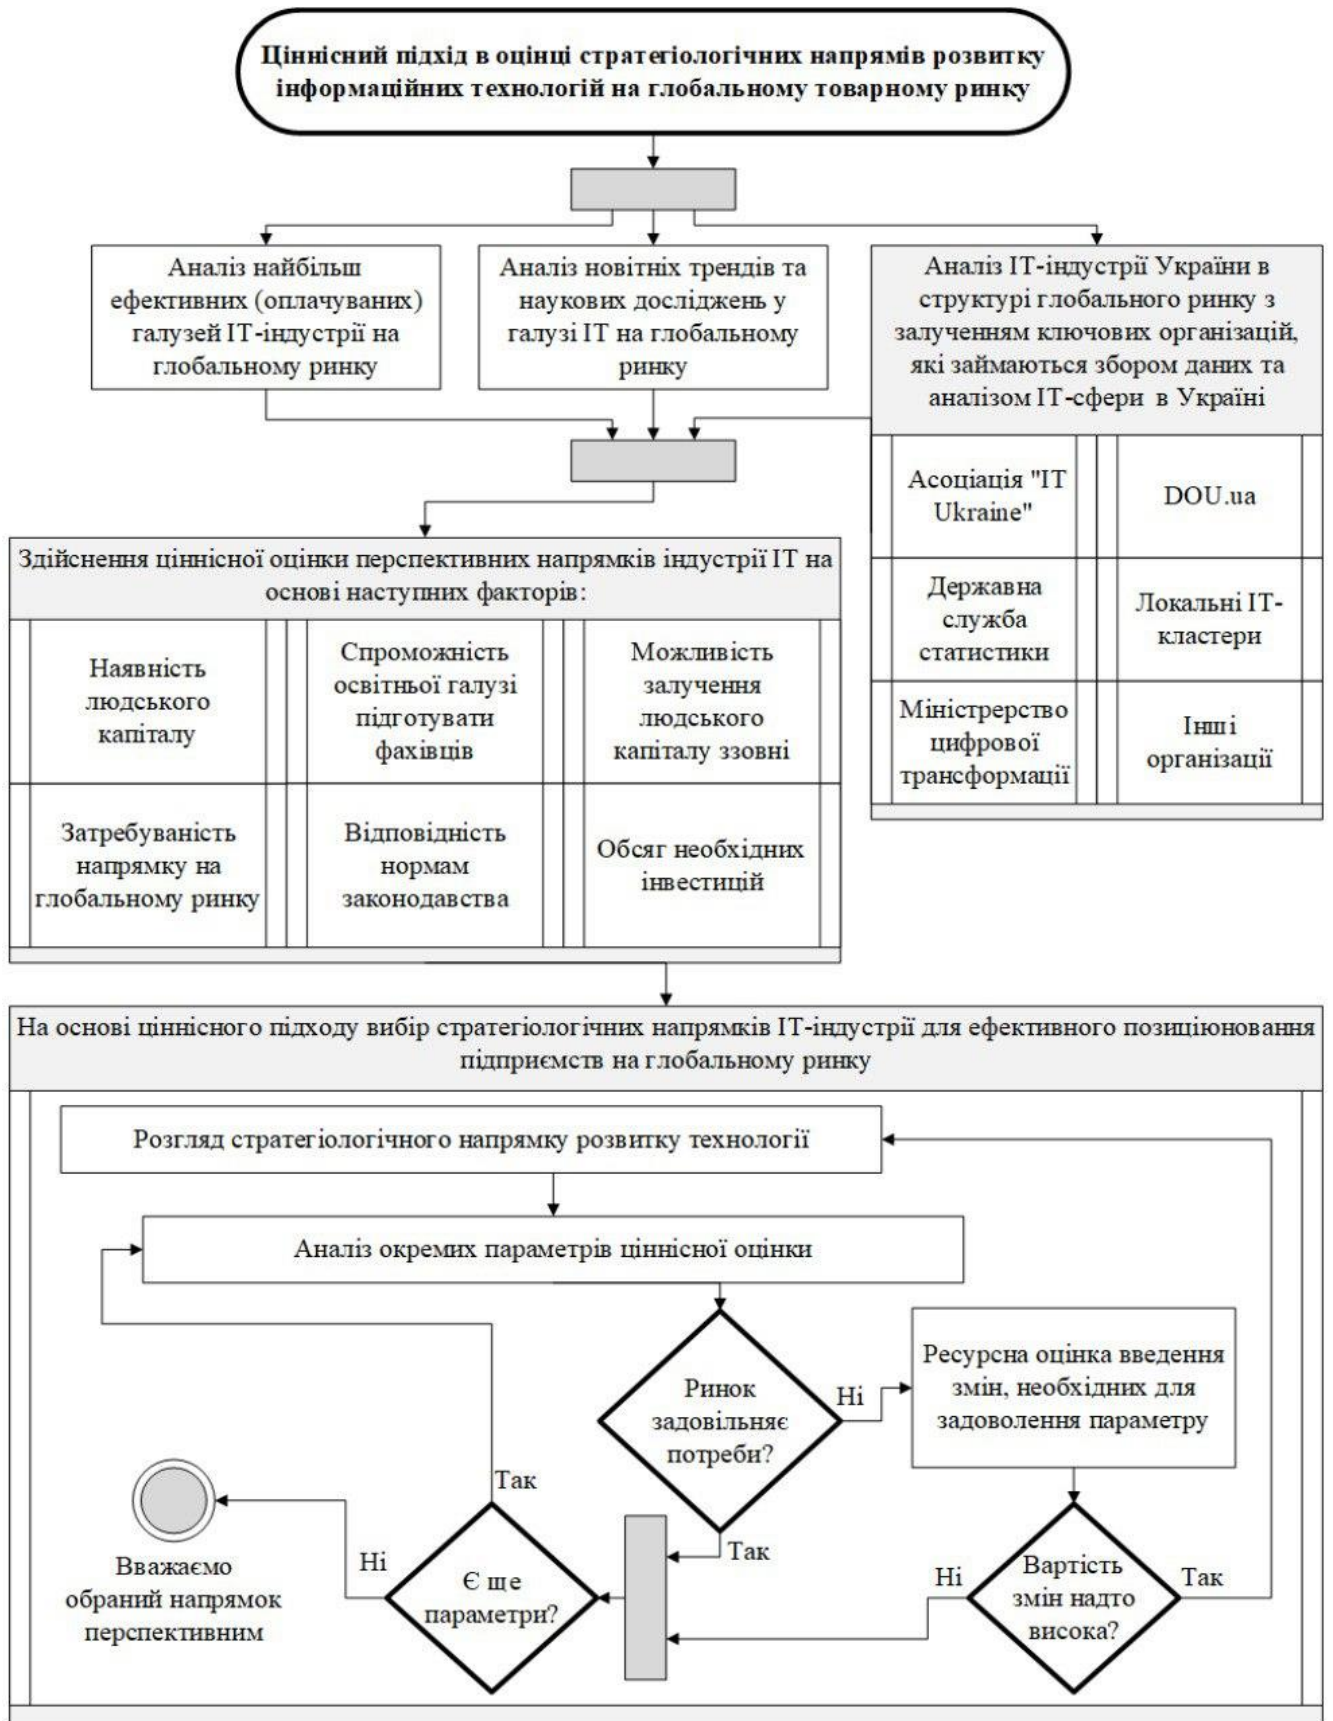 Ціннісний підхід в оцінці стратегіологічних напрямів розвитку
інформаційних технологій на глобальному товарному ринку
Аналіз найбільш
ефективних (оплачуваних)
галузей ІТ-індустрії на
глобальному ринку
Аналіз новітніх трендів та
наукових досліджень у
галузі ІТ на глобальному
ринку
Аналіз ІТ-індустрії України в
структурі глобального ринку з
залученням ключових організацій,
які займаються збором даних та
аналізом ІТ-сфери в Україні
Асоціація "IT
Ukraine"
DOU.ua
Державна
служба
статистики
Локальні ІТ-
кластери
Міністрерство
цифрової
трансформації
Інші
організації
Здійснення ціннісної оцінки перспективних напрямків індустрії ІТ на
основі наступних факторів:
Наявність
людського
капіталу
Спроможність
освітньої галузі
підготувати
фахівців
Можливість
залучення
людського
капіталу ззовні
Затребуваність
напрямку на
глобальному ринку
Відповідність
нормам
законодавства
Обсяг необхідних
інвестицій
На основі ціннісного підходу вибір стратегіологічних напрямків ІТ-індустрії для ефективного позиціюновання
підприємств на глобальному ринку
Розгляд стратегіологічного напрямку розвитку технології
Аналіз окремих параметрів ціннісної оцінки
Ринок
задовільняє
потреби?
Ні
Ресурсна оцінка введення
змін, необхідних для
задоволення параметру
Так
Вартість
змін надто
висока?
Ні
Так
Є ще
параметри?
Так
Ні
Вважаємо
обраний напрямок
перспективним